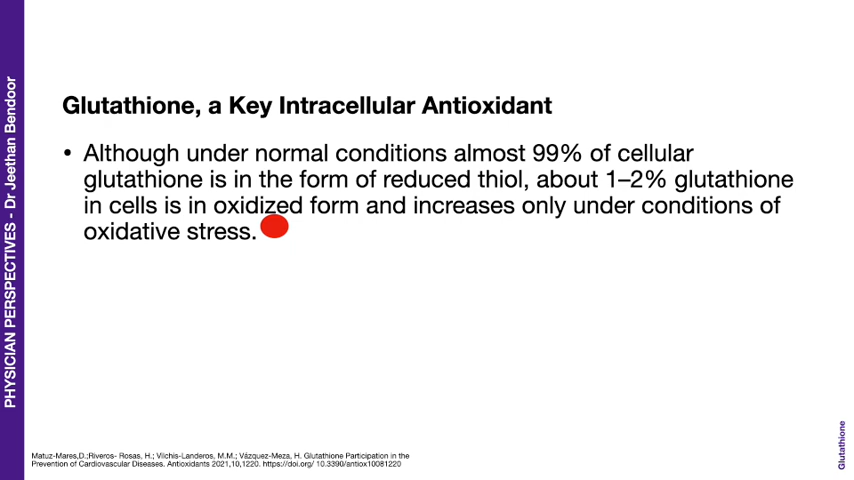 PHYSICIAN PERSPECTIVES - Dr Jeethan Bendoor
Glutathione, a Key Intracellular Antioxidant
• Although under normal conditions almost 99% of cellular
glutathione is in the form of reduced thiol, about 1–2% glutathione
in cells is in oxidized form and increases only under conditions of
oxidative stress.
Matuz-Mares,D.;Riveros- Rosas, H.; Vilchis-Landeros, M.M.; Vázquez-Meza, H. Glutathione Participation in the
Prevention of Cardiovascular Diseases. Antioxidants 2021,10,1220. https://doi.org/ 10.3390/antiox10081220
Glutathione